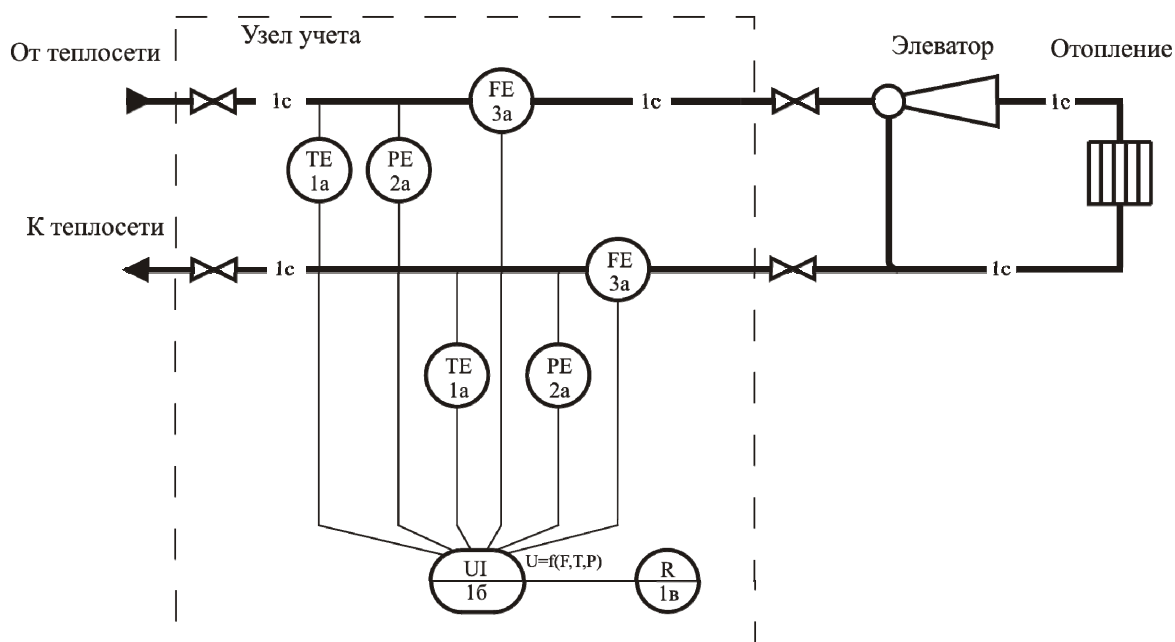 Узел учета
От теплосети
Элеватор
Отопление
1с
FE
3а
1с
1с
TE
1а
PE
2а
К теплосети
1с
FE
3а
1с
TE
1а
PE
2а
UI
1б
U=f(F,T,P)
R
1в